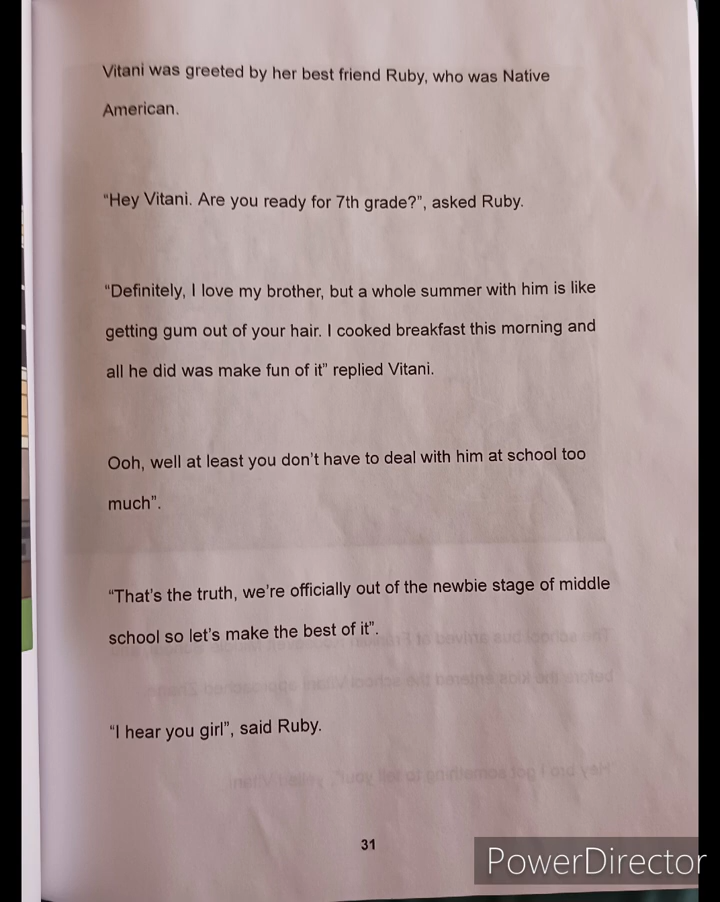 Vitani was greeted by her best friend Ruby, who was Native
American.
“Hey Vitani. Are you ready for 7th grade?”, asked Ruby.
“Definitely, I love my brother, but a whole summer with him is like
getting gum out of your hair. I cooked breakfast this morning and
all he did was make fun of it” replied Vitani.
Ooh, well at least you don’t have to deal with him at school too
much”.
“That’s the truth, we’re officially out of the newbie stage of middle
school so let’s make the best of it”.
“I hear you girl”, said Ruby.
31
PowerDirector